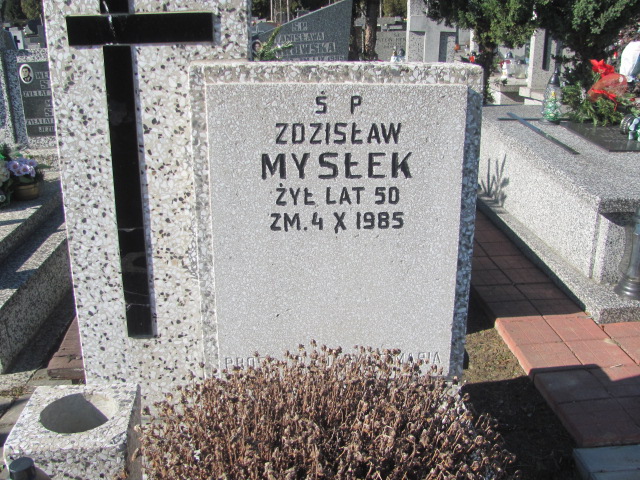 Ś P
ZDZISŁAW
MYSŁEK
ŻYŁ LAT 50
ZM. 4 X 1985